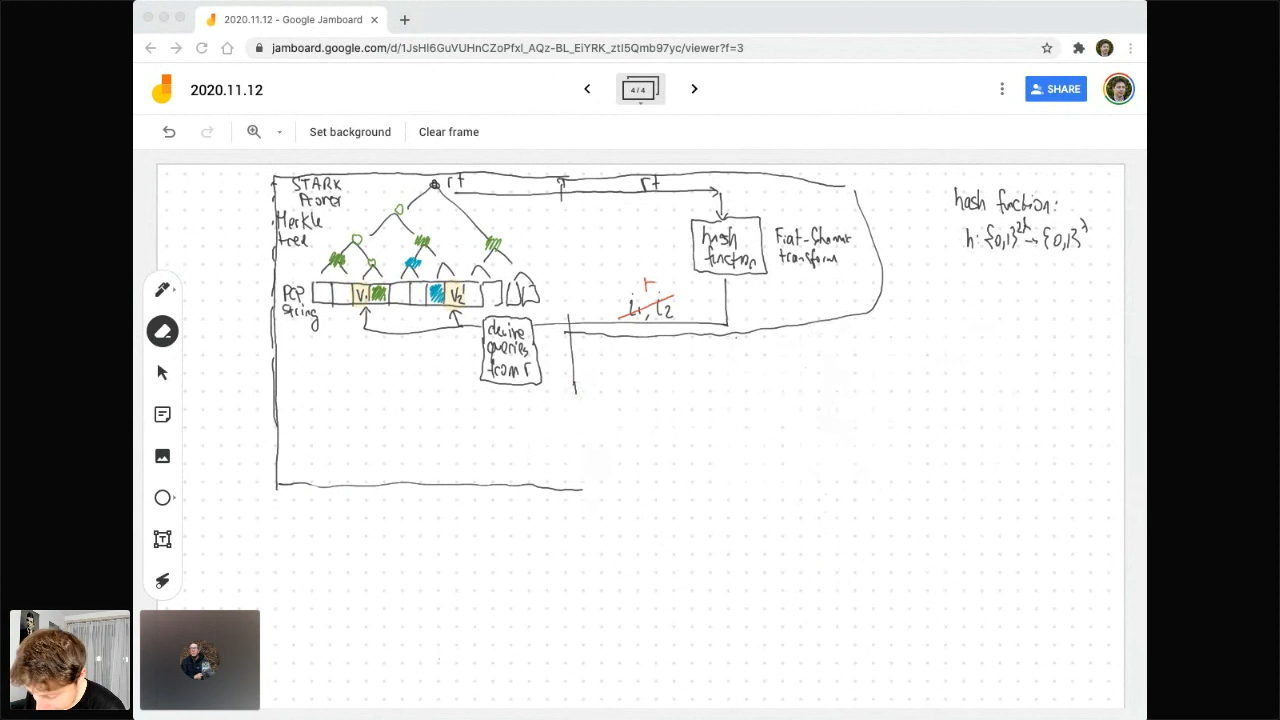 2020.11.12 - Google Jamboard
jamboard.google.com/d/1JsHl6GuVUHnCZoPfxl_AQz-BL_EiYRK_ztI5Qmb97yc/viewer?f=3
2020.11.12
4/4
SHARE
Set background
Clear frame
STARK
Prover
Merkle
tree
rt
rt
hash
function
Fiat-Shamir
transform
hash function:
h: {0,1}^2λ → {0,1}^λ
PCP
string
V1
V2
r
i1, i2
derive
queries
from r